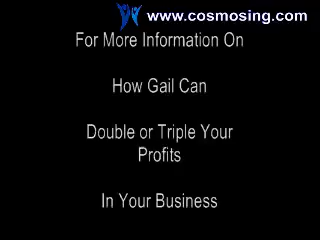 www.cosmosing.com
For More Information On
How Gail Can
Double or Triple Your
Profits
In Your Business